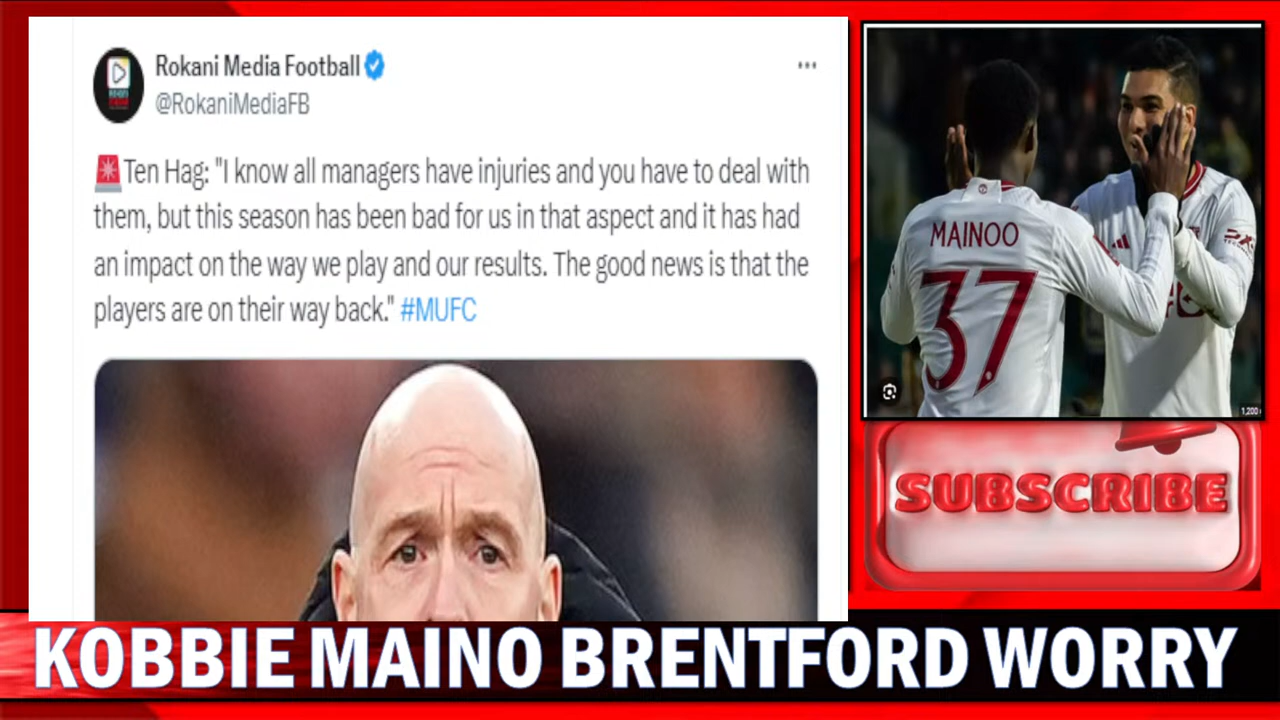 Rokani Media Football
@RokaniMediaFB
🚨Ten Hag: "I know all managers have injuries and you have to deal with
them, but this season has been bad for us in that aspect and it has had
an impact on the way we play and our results. The good news is that the
players are on their way back." #MUFC
MAINOO
37
1,200
SUBSCRIBE
KOBBIE MAINO BRENTFORD WORRY